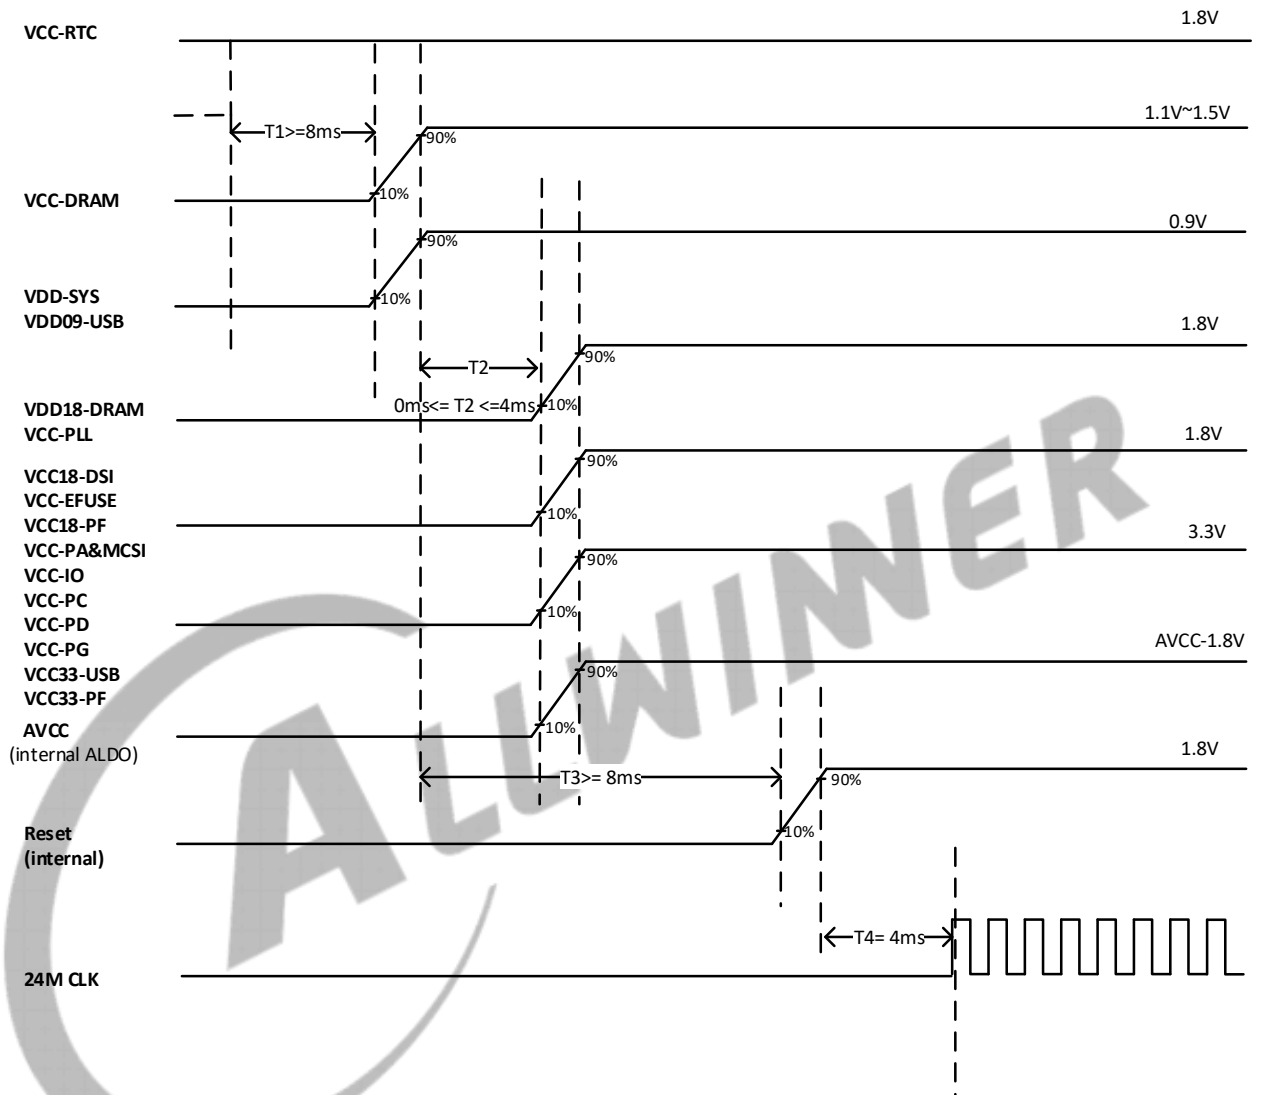 VCC-RTC
1.8V
1.1V~1.5V
T1>=8ms
90%
VCC-DRAM
10%
0.9V
90%
VDD-SYS
10%
VDD09-USB
1.8V
90%
T2
0ms<= T2 <=4ms
10%
VDD18-DRAM
VCC-PLL
1.8V
90%
VCC18-DSI
VCC-EFUSE
10%
VCC18-PF
3.3V
VCC-PA&MCSI
90%
VCC-IO
VCC-PC
10%
VCC-PD
VCC-PG
AVCC-1.8V
VCC33-USB
90%
VCC33-PF
AVCC
10%
(internal ALDO)
1.8V
T3>= 8ms
90%
Reset
10%
(internal)
T4= 4ms
24M CLK
ALLWINNER